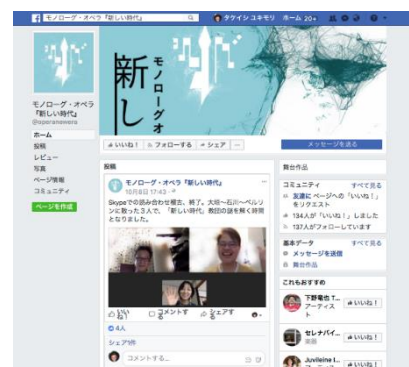 モノローグ・オペラ『新しい時代』
タケイシ ユキモリ ホーム 20+
モノローグ・オペラ
『新しい時代』
@operanewera
ホーム
投稿
レビュー
写真
ページ情報
コミュニティ
ページを作成
モノローグオ
新し
いいね！ フォローする シェア …
メッセージを送る
投稿
モノローグ・オペラ『新しい時代』
10月8日 17:43
Skypeでの読み合わせ稽古、終了。大阪〜石川〜ベルリ
ンに散った3人で、「新しい時代」教団の謎を解く時間
となりました。
いいね！ コメントする シェアする
4人
シェア1件
コメントする...
舞台作品
コミュニティ すべて見る
友達に ページへの「いいね！」
をリクエスト
134人が「いいね！」しました
137人がフォローしています
基本データ すべて見る
メッセージを送信
舞台作品
これもおすすめ
下野竜也 T...
アーティスト
いいね！
セレナバイ...
いいね！
Juvileine I...
いいね！